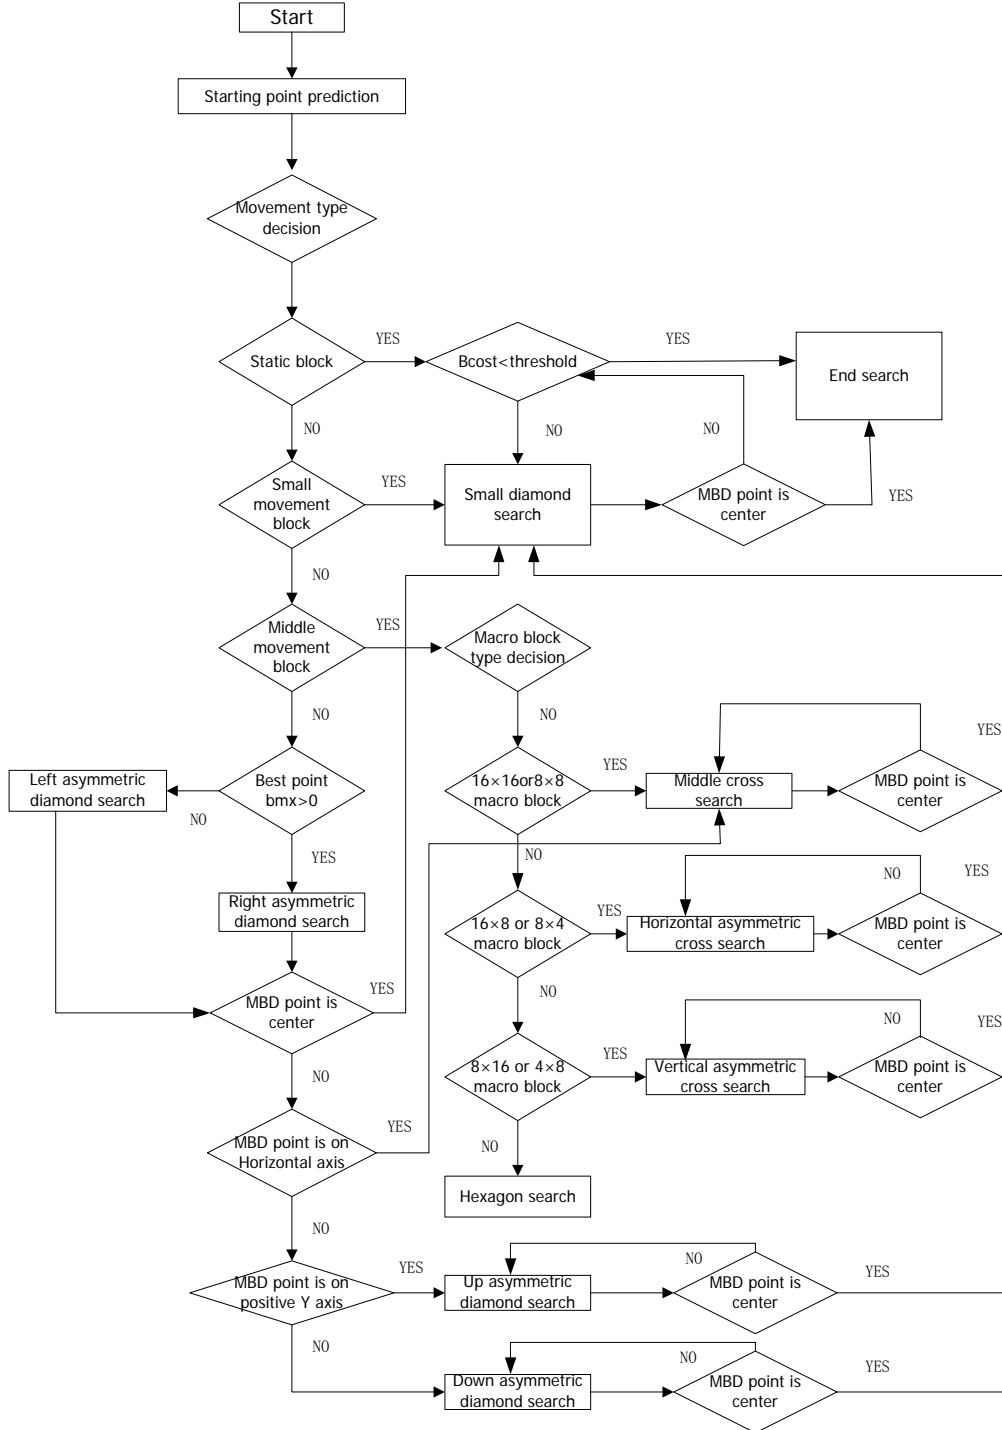 Start
Starting point prediction
Movement type
decision
Static block
YES
Bcost<threshold
YES
End search
NO
NO
NO
Small
movement
block
YES
Small diamond
search
MBD point is
center
YES
NO
Middle
movement
block
YES
Macro block
type decision
NO
NO
Left asymmetric
diamond search
NO
Best point
bmx>0
16×16or8×8
macro block
YES
Middle cross
search
MBD point is
center
YES
YES
NO
Right asymmetric
diamond search
16×8 or 8×4
macro block
YES
Horizontal asymmetric
cross search
NO
MBD point is
center
YES
MBD point is
center
YES
NO
NO
8×16 or 4×8
macro block
YES
Vertical asymmetric
cross search
NO
MBD point is
center
YES
MBD point is on
Horizontal axis
YES
NO
Hexagon search
NO
MBD point is on
positive Y axis
YES
Up asymmetric
diamond search
NO
MBD point is
center
YES
NO
Down asymmetric
diamond search
NO
MBD point is
center
YES